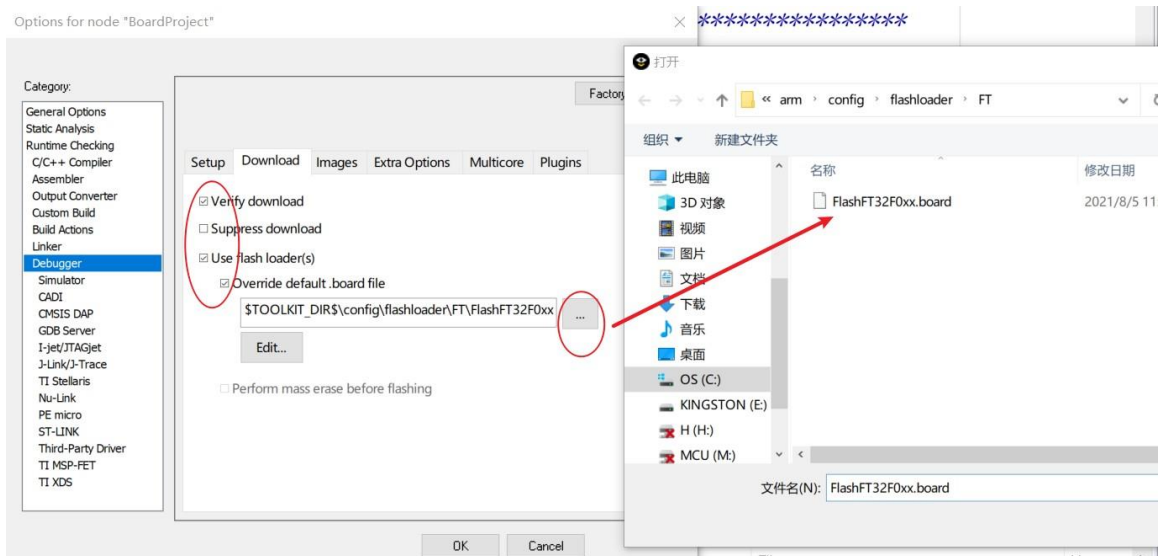 Options for node "BoardProject"
****************
Category:
General Options
Static Analysis
Runtime Checking
C/C++ Compiler
Assembler
Output Converter
Custom Build
Build Actions
Linker
Debugger
Simulator
CADI
CMSIS DAP
GDB Server
I-jet/JTAGjet
J-Link/J-Trace
TI Stellaris
Nu-Link
PE micro
ST-LINK
Third-Party Driver
TI MSP-FET
TI XDS
Factory
Setup Download Images Extra Options Multicore Plugins
Verify download
Suppress download
Use flash loader(s)
Override default .board file
$TOOLKIT_DIR$\config\flashloader\FT\FlashFT32F0xx
...
Edit...
Perform mass erase before flashing
OK Cancel
打开
« arm › config › flashloader › FT
组织 新建文件夹
此电脑
3D 对象
视频
图片
文档
下载
音乐
桌面
OS (C:)
KINGSTON (E:)
H (H:)
MCU (M:)
名称 修改日期
FlashFT32F0xx.board 2021/8/5 11:
文件名(N): FlashFT32F0xx.board